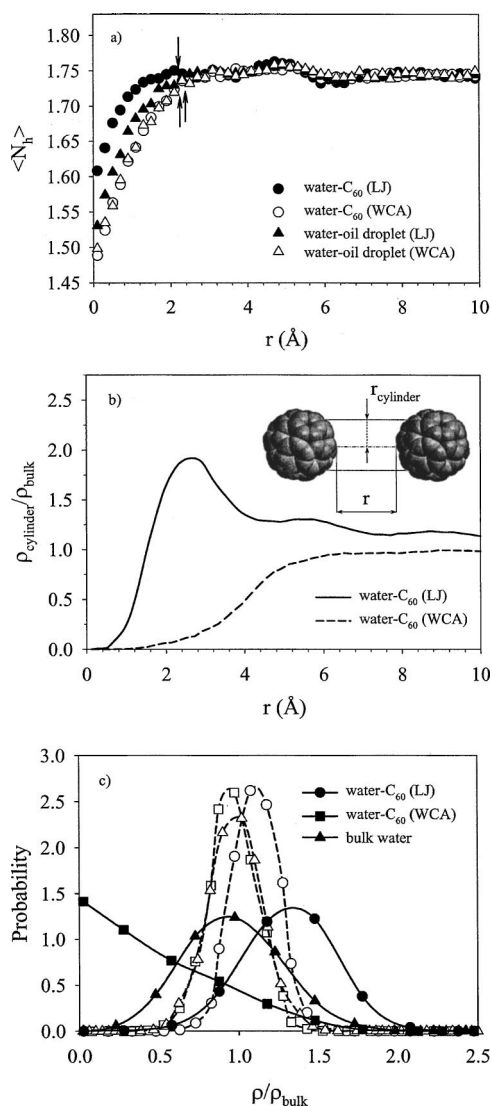 1.80
a)
1.75
1.70
1.65
1.60
1.55
1.50
1.45
<N_h>
water-C60 (LJ)
water-C60 (WCA)
water-oil droplet (LJ)
water-oil droplet (WCA)
0 2 4 6 8 10
r (Å)
b)
2.5
2.0
1.5
1.0
0.5
0.0
ρcylinder/ρbulk
rcylinder
r
water-C60 (LJ)
water-C60 (WCA)
0 2 4 6 8 10
r (Å)
3.0
c)
2.5
2.0
1.5
1.0
0.5
0.0
Probability
water-C60 (LJ)
water-C60 (WCA)
bulk water
0.0 0.5 1.0 1.5 2.0 2.5
ρ/ρbulk